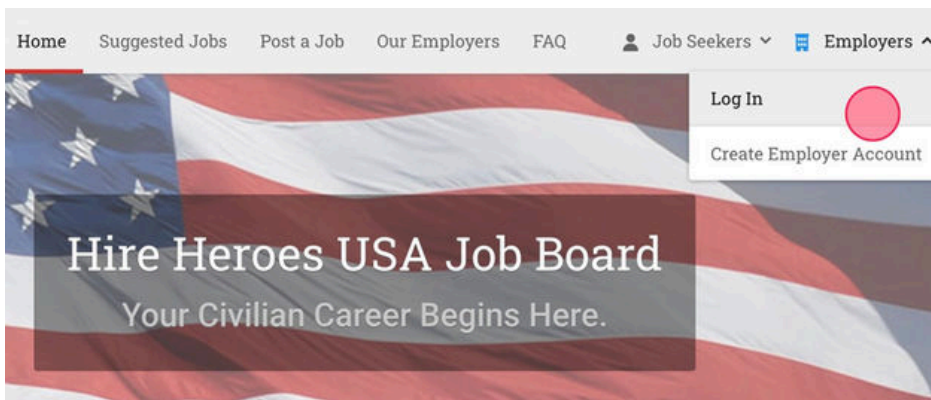 Home Suggested Jobs Post a Job Our Employers FAQ Job Seekers Employers
Log In
Create Employer Account
Hire Heroes USA Job Board
Your Civilian Career Begins Here.